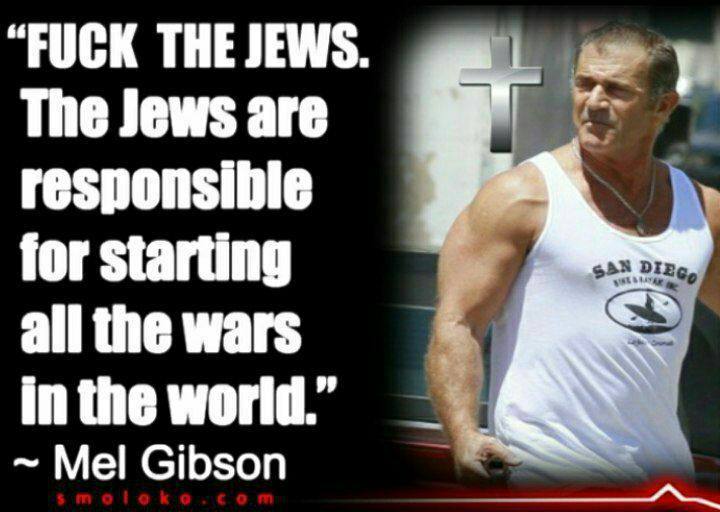 “FUCK THE JEWS.
The Jews are
responsible
for starting
all the wars
in the world.”
~ Mel Gibson
smoloko.com
SAN DIEGO